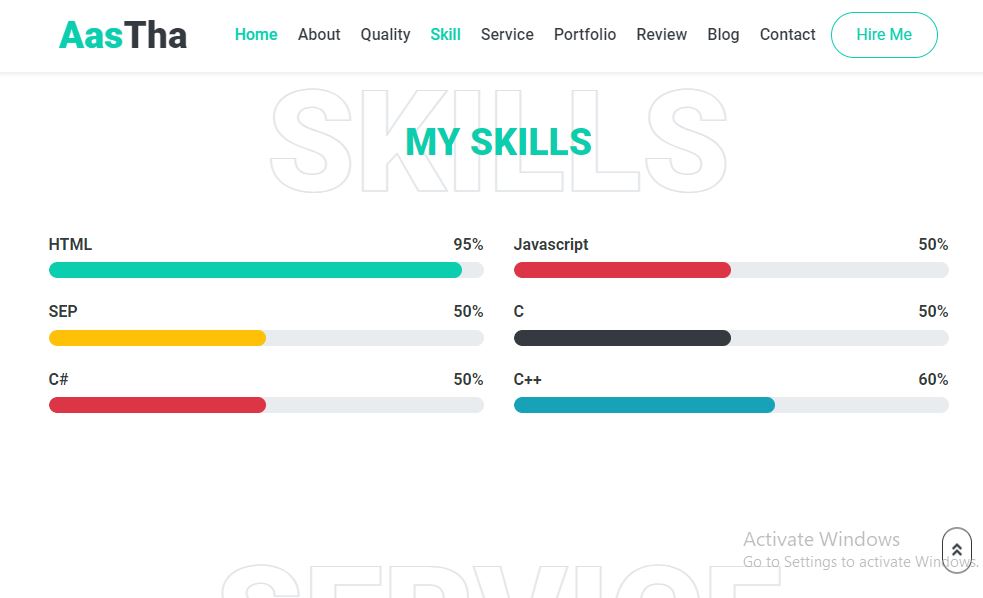 AasTha Home About Quality Skill Service Portfolio Review Blog Contact Hire Me
SKILLS
MY SKILLS
HTML 95% Javascript 50%
SEP 50% C 50%
C# 50% C++ 60%
Activate Windows
Go to Settings to activate Windows.
SERVICE